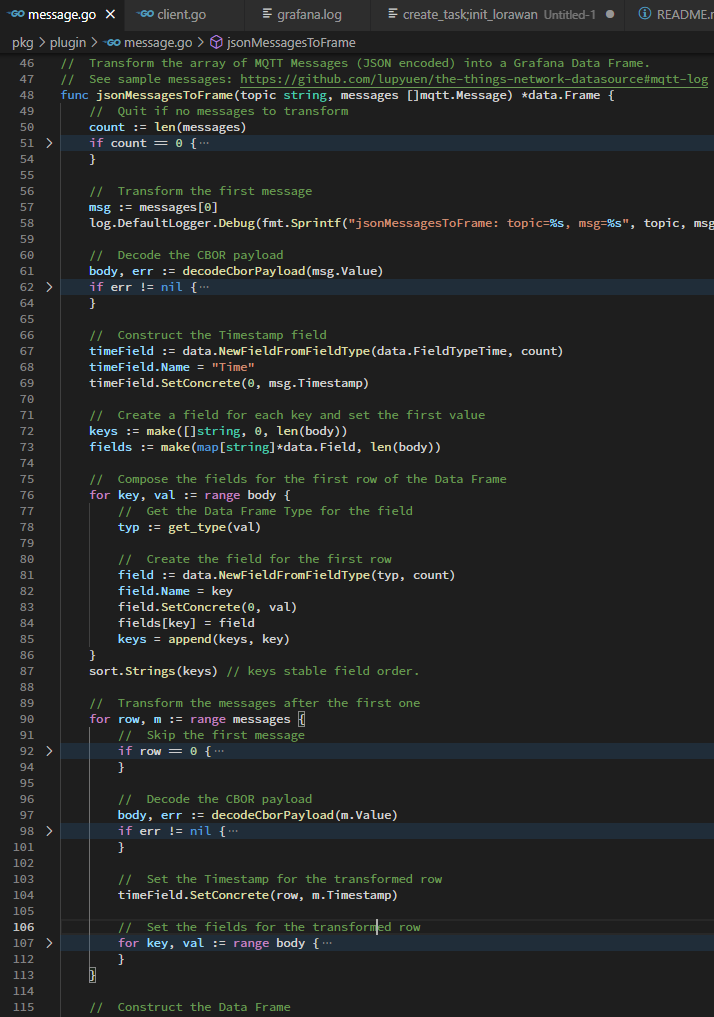 message.go × client.go grafana.log create_task;init_lorawan Untitled-1 ● README.
pkg > plugin > message.go > jsonMessagesToFrame
46 //  Transform the array of MQTT Messages (JSON encoded) into a Grafana Data Frame.
47 //  See sample messages: https://github.com/lupyuen/the-things-network-datasource#mqtt-log
48 func jsonMessagesToFrame(topic string, messages []mqtt.Message) *data.Frame {
49 //  Quit if no messages to transform
50 count := len(messages)
51 > if count == 0 {···
54 }
55
56 //  Transform the first message
57 msg := messages[0]
58 log.DefaultLogger.Debug(fmt.Sprintf("jsonMessagesToFrame: topic=%s, msg=%s", topic, msg
59
60 //  Decode the CBOR payload
61 body, err := decodeCborPayload(msg.Value)
62 > if err != nil {···
64 }
65
66 //  Construct the Timestamp field
67 timeField := data.NewFieldFromFieldType(data.FieldTypeTime, count)
68 timeField.Name = "Time"
69 timeField.SetConcrete(0, msg.Timestamp)
70
71 //  Create a field for each key and set the first value
72 keys := make([]string, 0, len(body))
73 fields := make(map[string]*data.Field, len(body))
74
75 //  Compose the fields for the first row of the Data Frame
76 for key, val := range body {
77 //  Get the Data Frame Type for the field
78 typ := get_type(val)
79
80 //  Create the field for the first row
81 field := data.NewFieldFromFieldType(typ, count)
82 field.Name = key
83 field.SetConcrete(0, val)
84 fields[key] = field
85 keys = append(keys, key)
86 }
87 sort.Strings(keys) // keys stable field order.
88
89 //  Transform the messages after the first one
90 for row, m := range messages {
91 //  Skip the first message
92 > if row == 0 {···
94 }
95
96 //  Decode the CBOR payload
97 body, err := decodeCborPayload(m.Value)
98 > if err != nil {···
101 }
102
103 //  Set the Timestamp for the transformed row
104 timeField.SetConcrete(row, m.Timestamp)
105
106 //  Set the fields for the transformed row
107 > for key, val := range body {···
112 }
113 }
114
115 //  Construct the Data Frame